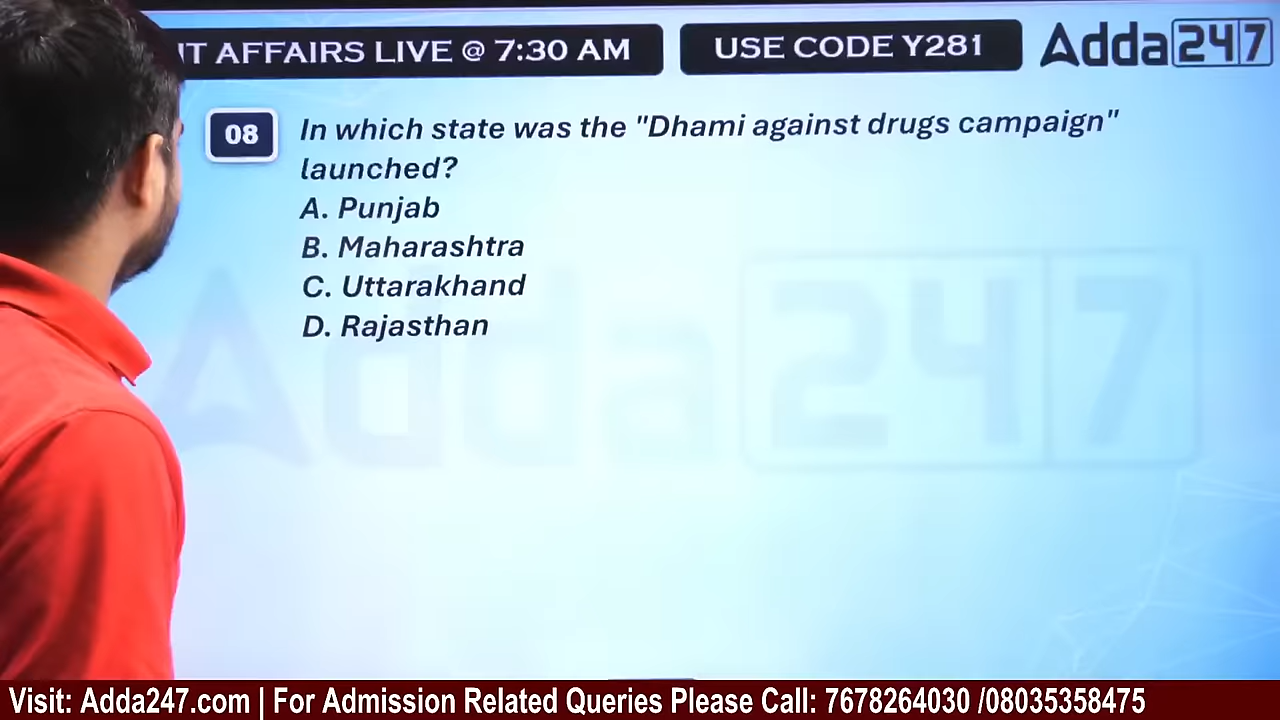 IT AFFAIRS LIVE @ 7:30 AM
USE CODE Y281
Adda247
08
In which state was the "Dhami against drugs campaign"
launched?
A. Punjab
B. Maharashtra
C. Uttarakhand
D. Rajasthan
Adda247
Visit: Adda247.com | For Admission Related Queries Please Call: 7678264030 /08035358475